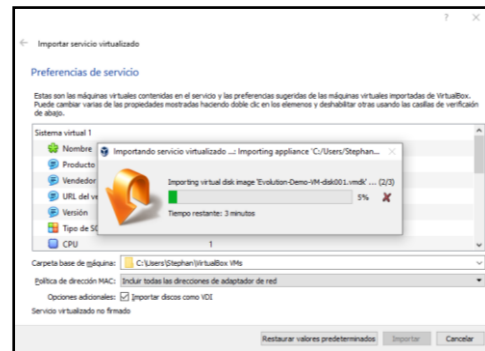 ? ×
← Importar servicio virtualizado
Preferencias de servicio
Estas son las máquinas virtuales contenidas en el servicio y las preferencias sugeridas de las máquinas virtuales importadas de VirtualBox.
Puede cambiar varias de las propiedades mostradas haciendo doble clic en los elemenos y deshabilitar otras usando las casillas de verificaión
de abajo.
Sistema virtual 1
Nombre
Producto
Vendedor
URL del ve
Versión
Tipo de SO
CPU 1
Importando servicio virtualizado ...: Importing appliance 'C:/Users/Stephan... ×
Importing virtual disk image 'Evolution-Demo-VM-disk001.vmdk' ... (2/3)
5%
Tiempo restante: 3 minutos
Carpeta base de máquina: C:\Users\Stephan\VirtualBox VMs
Política de dirección MAC: Incluir todas las direcciones de adaptador de red
Opciones adicionales: Importar discos como VDI
Servicio virtualizado no firmado
Restaurar valores predeterminados Importar Cancelar